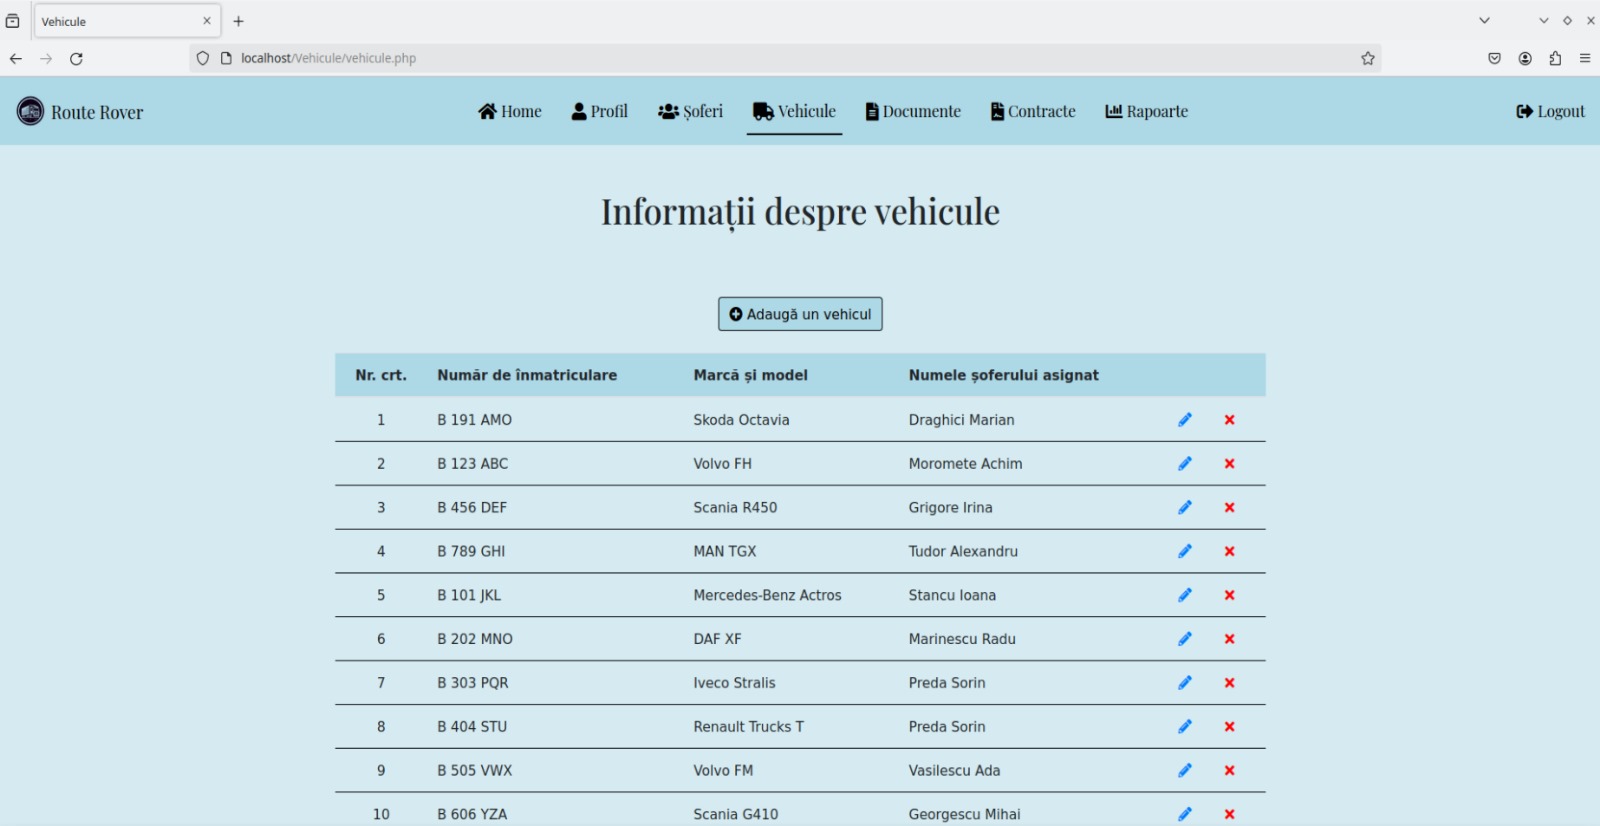 Vehicule
localhost/Vehicule/vehicule.php
Route Rover Home Profil Șoferi Vehicule Documente Contracte Rapoarte Logout
Informații despre vehicule
Adaugă un vehicul
Nr. crt. Număr de înmatriculare Marcă și model Numele șoferului asignat
1 B 191 AMO Skoda Octavia Draghici Marian
2 B 123 ABC Volvo FH Moromete Achim
3 B 456 DEF Scania R450 Grigore Irina
4 B 789 GHI MAN TGX Tudor Alexandru
5 B 101 JKL Mercedes-Benz Actros Stancu Ioana
6 B 202 MNO DAF XF Marinescu Radu
7 B 303 PQR Iveco Stralis Preda Sorin
8 B 404 STU Renault Trucks T Preda Sorin
9 B 505 VWX Volvo FM Vasilescu Ada
10 B 606 YZA Scania G410 Georgescu Mihai